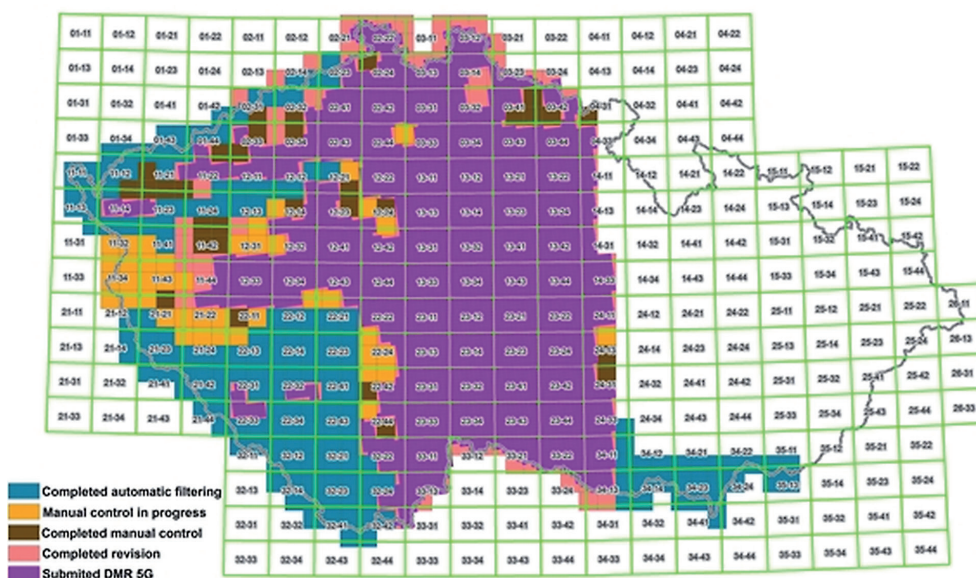 01-11 01-12 01-21 01-22 02-11 02-12 02-21 02-22 03-11 03-12 03-21 03-22 04-11 04-12 04-21 04-22
01-13 01-14 01-23 01-24 02-13 02-14 02-23 02-24 03-13 03-14 03-23 03-24 04-13 04-14 04-23 04-24
01-31 01-32 01-41 01-42 02-31 02-32 02-41 02-42 03-31 03-32 03-41 03-42 04-31 04-32 04-41 04-42
01-33 01-34 01-43 01-44 02-33 02-34 02-43 02-44 03-33 03-34 03-43 03-44 04-33 04-34 04-43 04-44
11-11 11-12 11-21 11-22 12-11 12-12 12-21 12-22 13-11 13-12 13-21 13-22 14-11 14-12 14-21 14-22 15-11 15-12 15-21 15-22
11-13 11-14 11-23 11-24 12-13 12-14 12-23 12-24 13-13 13-14 13-23 13-24 14-13 14-14 14-23 14-24 15-13 15-14 15-23 15-24
11-31 11-32 11-41 11-42 12-31 12-32 12-41 12-42 13-31 13-32 13-41 13-42 14-31 14-32 14-41 14-42 15-31 15-32 15-41 15-42
11-33 11-34 11-43 11-44 12-33 12-34 12-43 12-44 13-33 13-34 13-43 13-44 14-33 14-34 14-43 14-44 15-33 15-34 15-43 15-44
21-11 21-12 21-21 21-22 22-11 22-12 22-21 22-22 23-11 23-12 23-21 23-22 24-12 24-21 24-22 25-11 25-12 25-21 25-22 26-11
21-13 21-14 21-23 21-24 22-13 22-14 22-23 22-24 23-13 23-14 23-23 23-24 24-13 24-14 24-23 24-24 25-13 25-14 25-23 25-24 26-13
21-31 21-32 21-41 21-42 22-31 22-32 22-41 22-42 23-31 23-32 23-41 23-42 24-31 24-32 24-41 24-42 25-31 25-32 25-41 25-42 26-31
21-33 21-34 21-43 21-44 22-33 22-34 22-43 22-44 23-33 23-34 23-43 23-44 24-33 24-34 24-43 24-44 25-33 25-34 25-43 25-44 26-33
32-11 32-12 32-21 32-22 33-11 33-12 33-21 33-22 34-11 34-12 34-21 34-22 35-11 35-12 35-21 35-22
32-13 32-14 32-23 32-24 33-13 33-14 33-23 33-24 34-13 34-14 34-23 34-24 35-13 35-14 35-23 35-24
32-31 32-32 32-41 32-42 33-31 33-32 33-41 33-42 34-31 34-32 34-41 34-42 35-31 35-32 35-41 35-42
32-33 32-34 32-43 32-44 33-33 33-34 33-43 33-44 34-33 34-34 34-43 34-44 35-33 35-34 35-43 35-44
Completed automatic filtering
Manual control in progress
Completed manual control
Completed revision
Submited DMR 5G